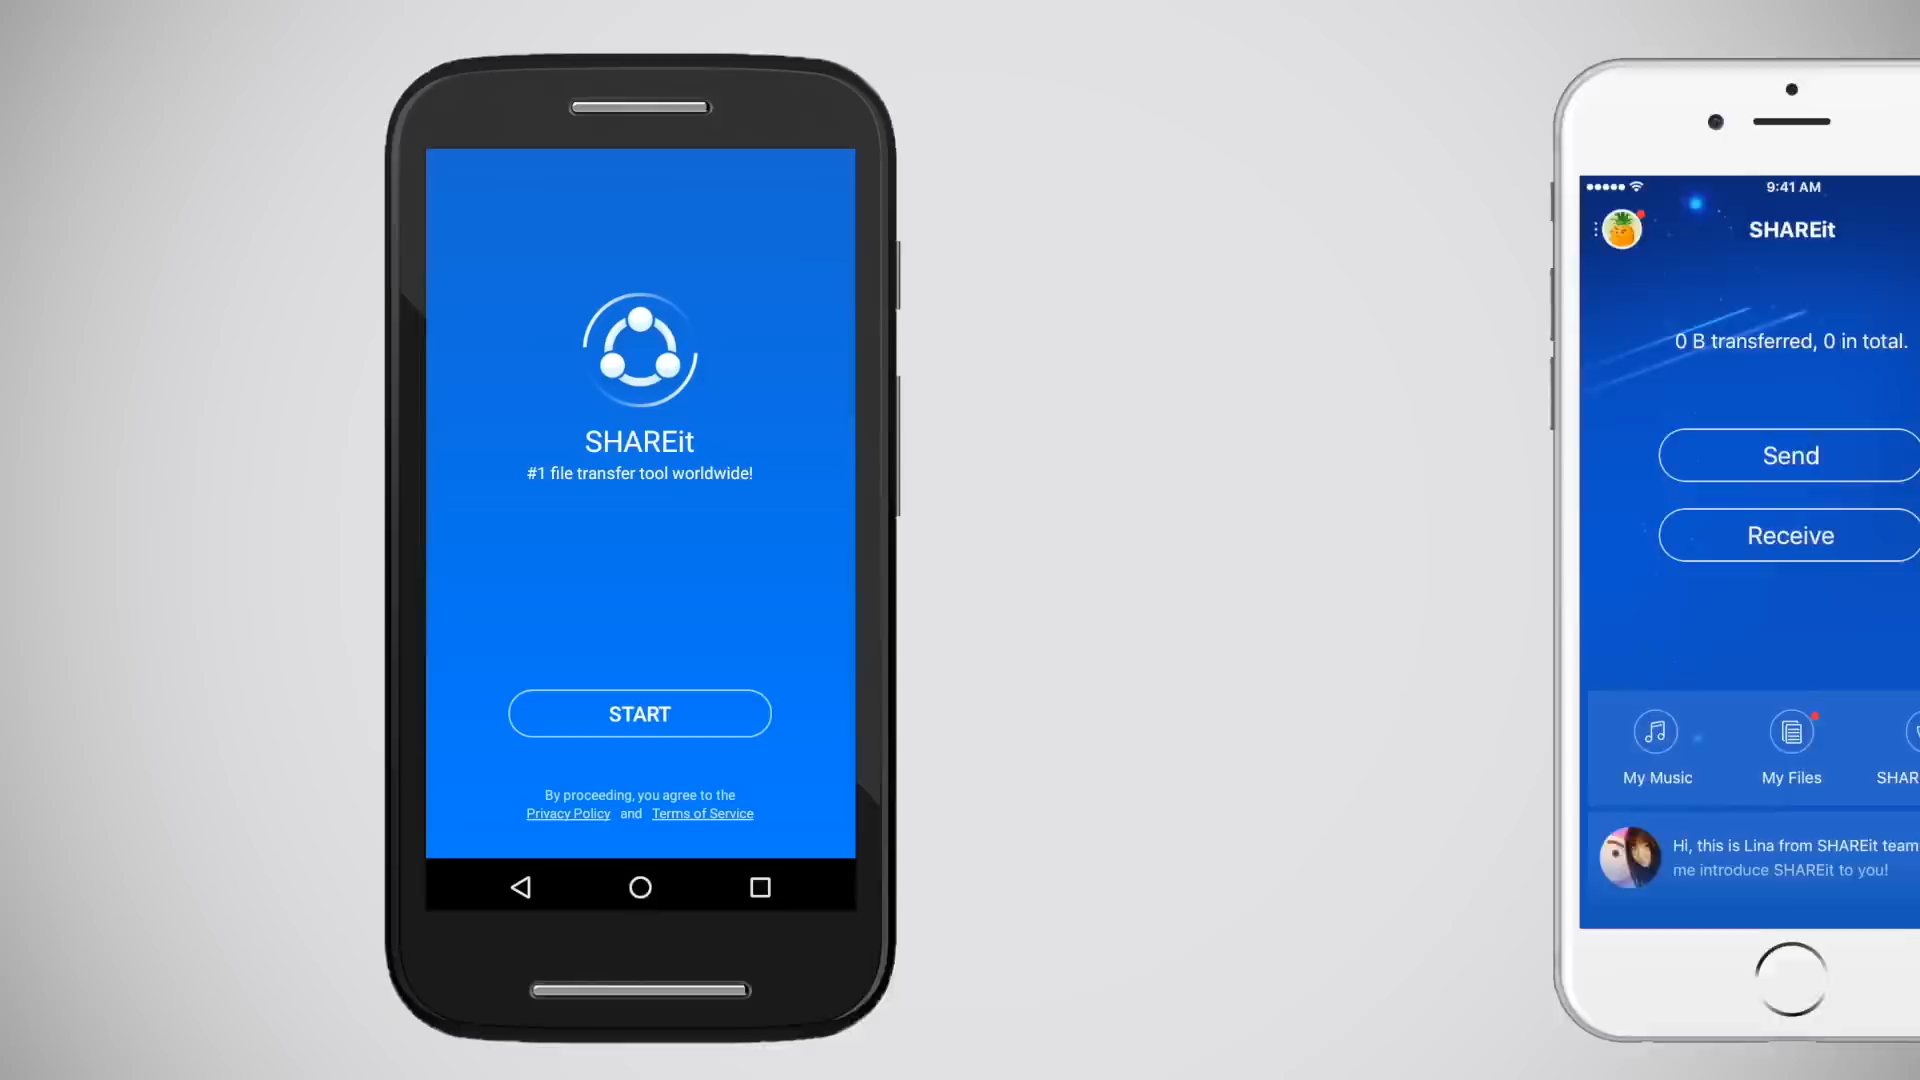 SHAREit
#1 file transfer tool worldwide!
START
By proceeding, you agree to the
Privacy Policy and Terms of Service
9:41 AM
SHAREit
0 B transferred, 0 in total.
Send
Receive
My Music
My Files
SHAR
Hi, this is Lina from SHAREit team
me introduce SHAREit to you!